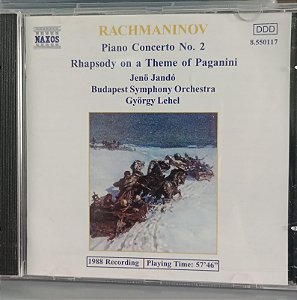 NAXOS
RACHMANINOV
DDD
8.550117
Piano Concerto No. 2
Rhapsody on a Theme of Paganini
Jenö Jandó
Budapest Symphony Orchestra
György Lehel
1988 Recording
Playing Time: 57'46"